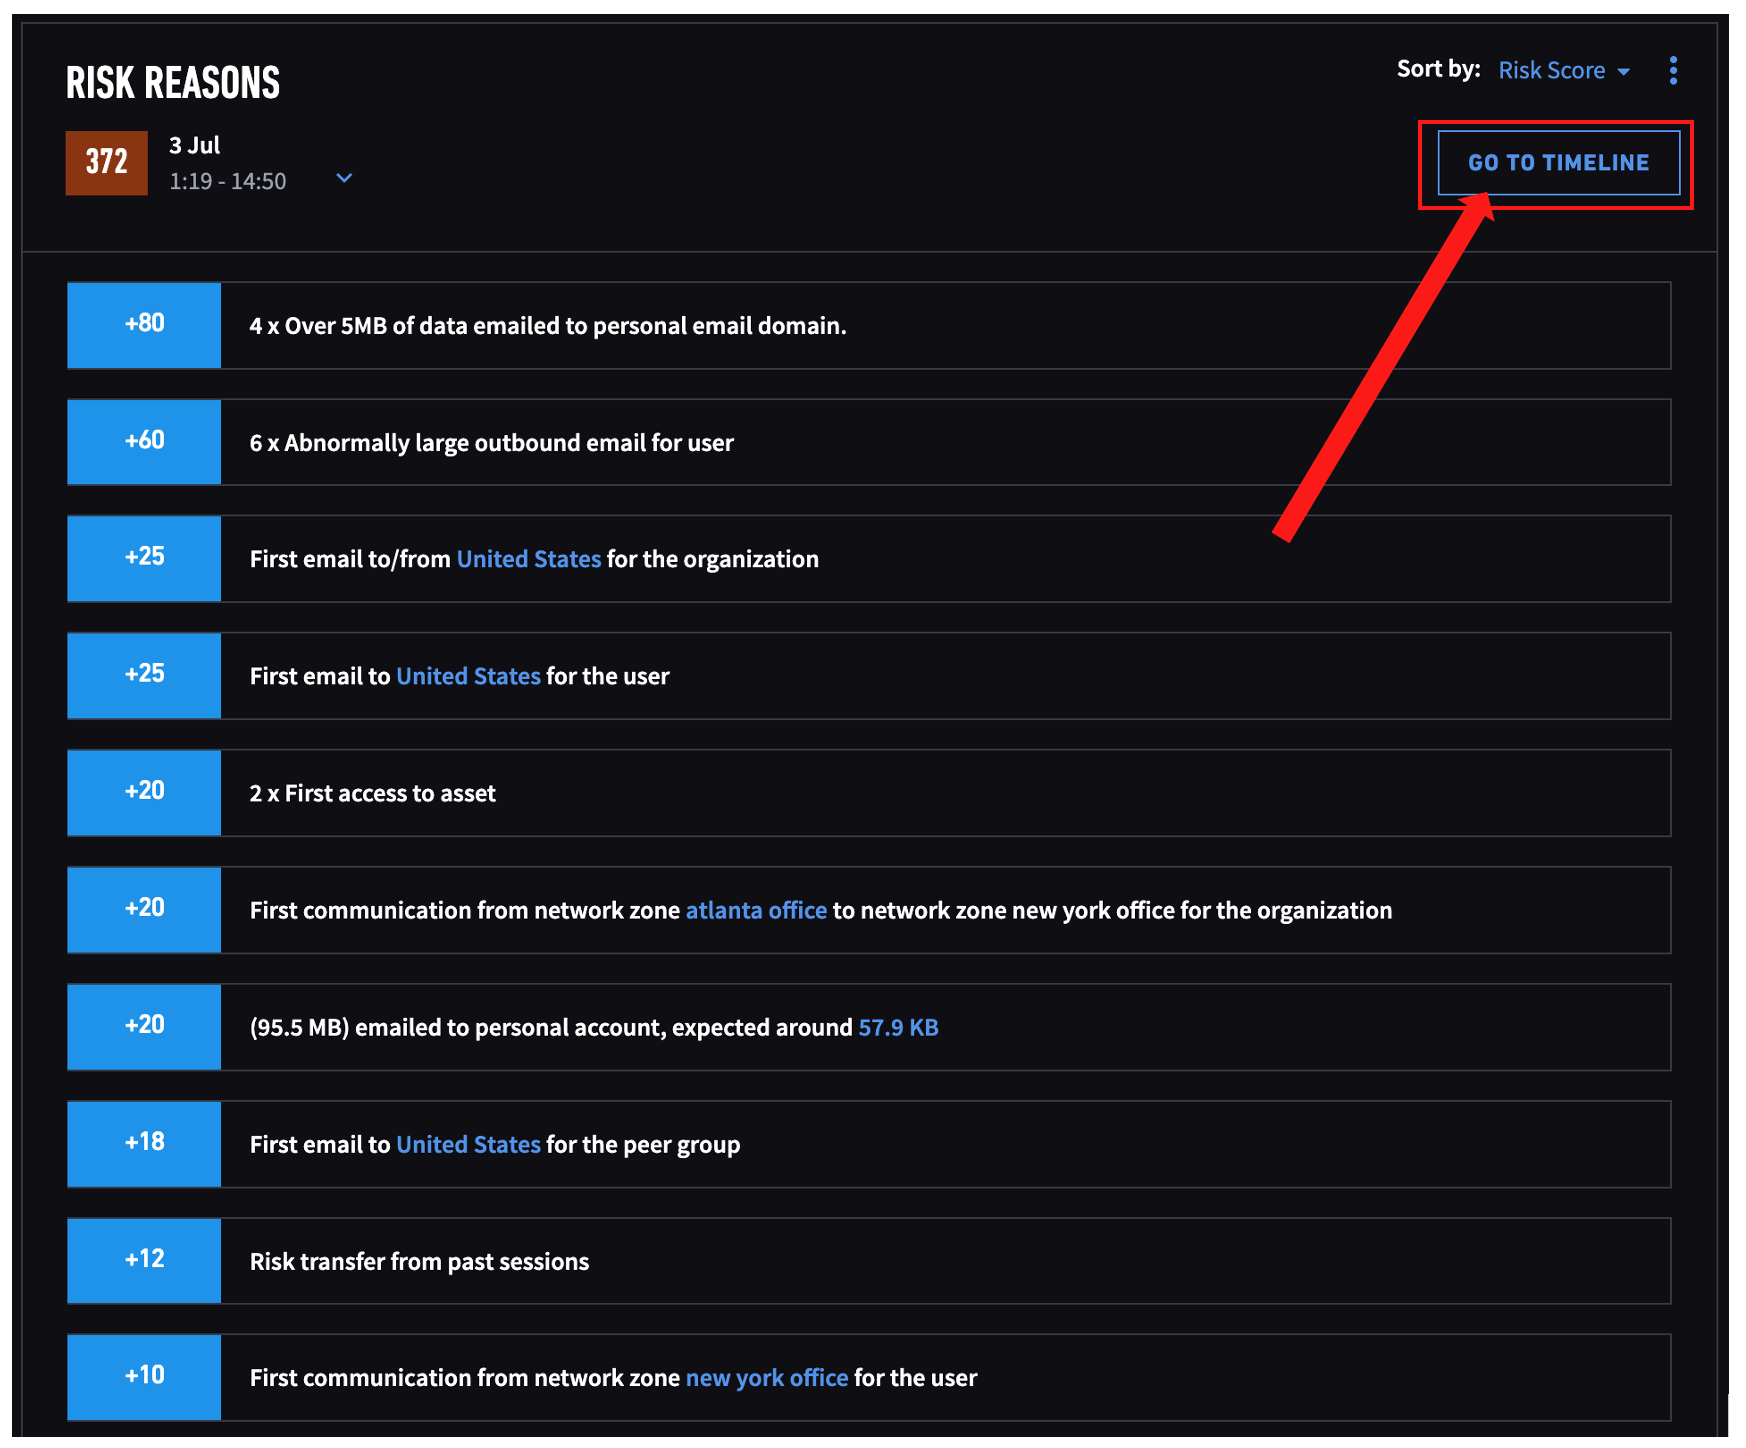 RISK REASONS
Sort by: Risk Score
372
3 Jul
1:19 - 14:50
GO TO TIMELINE
+80 4 x Over 5MB of data emailed to personal email domain.
+60 6 x Abnormally large outbound email for user
+25 First email to/from United States for the organization
+25 First email to United States for the user
+20 2 x First access to asset
+20 First communication from network zone atlanta office to network zone new york office for the organization
+20 (95.5 MB) emailed to personal account, expected around 57.9 KB
+18 First email to United States for the peer group
+12 Risk transfer from past sessions
+10 First communication from network zone new york office for the user